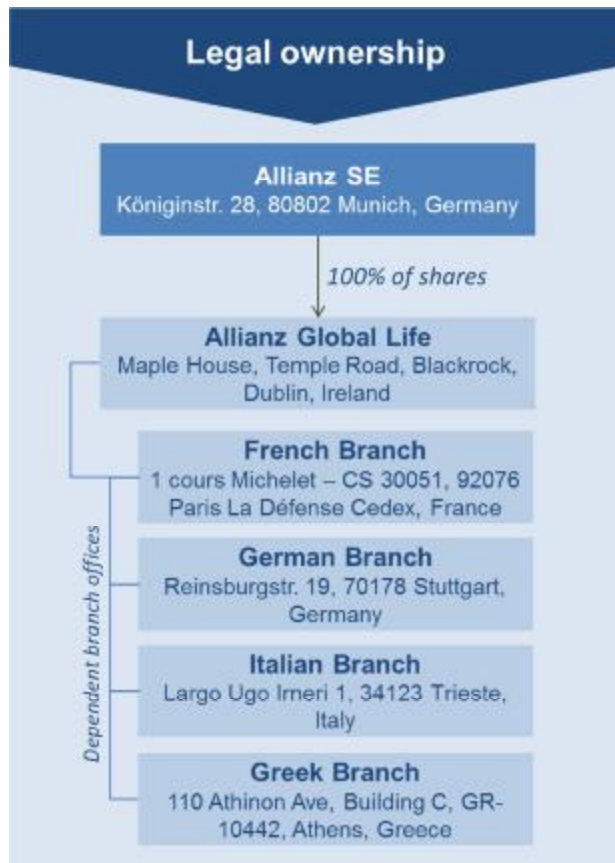 Legal ownership
Allianz SE
Königinstr. 28, 80802 Munich, Germany
100% of shares
Allianz Global Life
Maple House, Temple Road, Blackrock,
Dublin, Ireland
Dependent branch offices
French Branch
1 cours Michelet – CS 30051, 92076
Paris La Défense Cedex, France
German Branch
Reinsburgstr. 19, 70178 Stuttgart,
Germany
Italian Branch
Largo Ugo Irneri 1, 34123 Trieste,
Italy
Greek Branch
110 Athinon Ave, Building C, GR-
10442, Athens, Greece